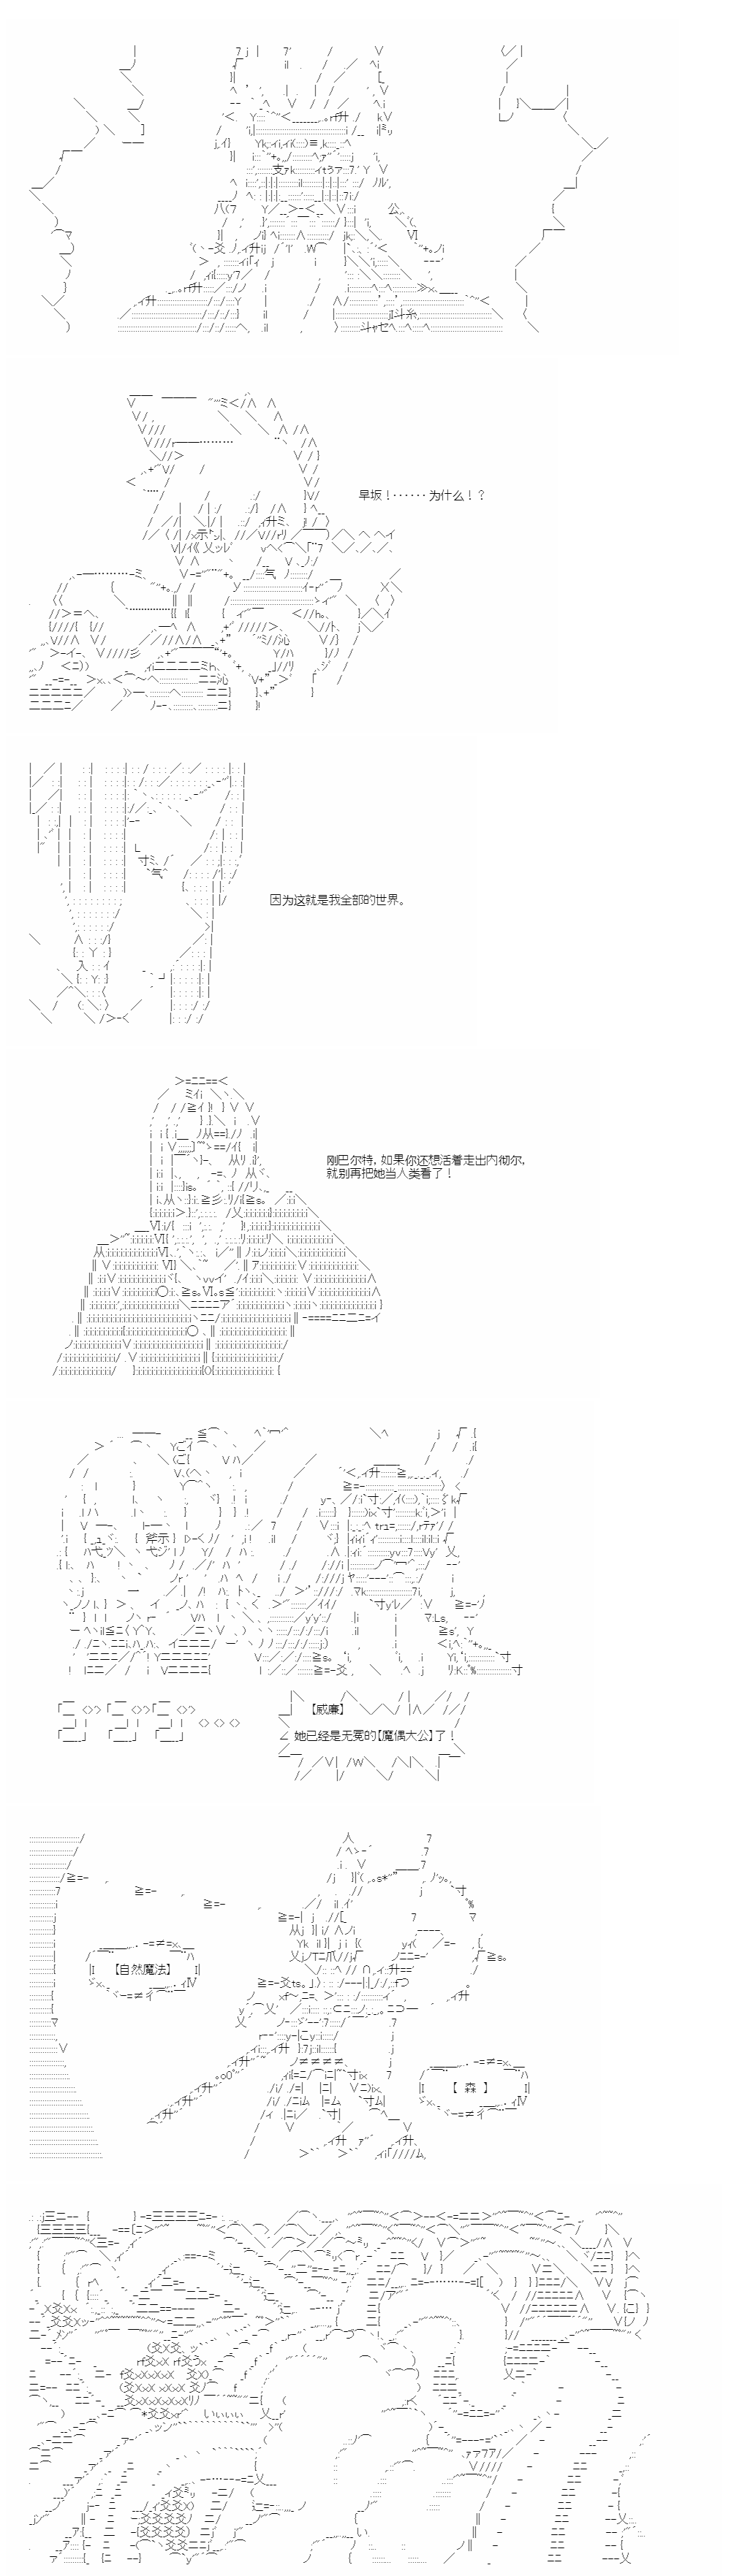 早坂！・・・・・・為什么！？
因为这就是我全部的世界。
刚巴尔特，如果你还想活着走出内彻尔，
就别再把她当人类看了！
【威廉】
她已经是无冕的【魔偶大公】了！
【自然魔法】
【 森 】